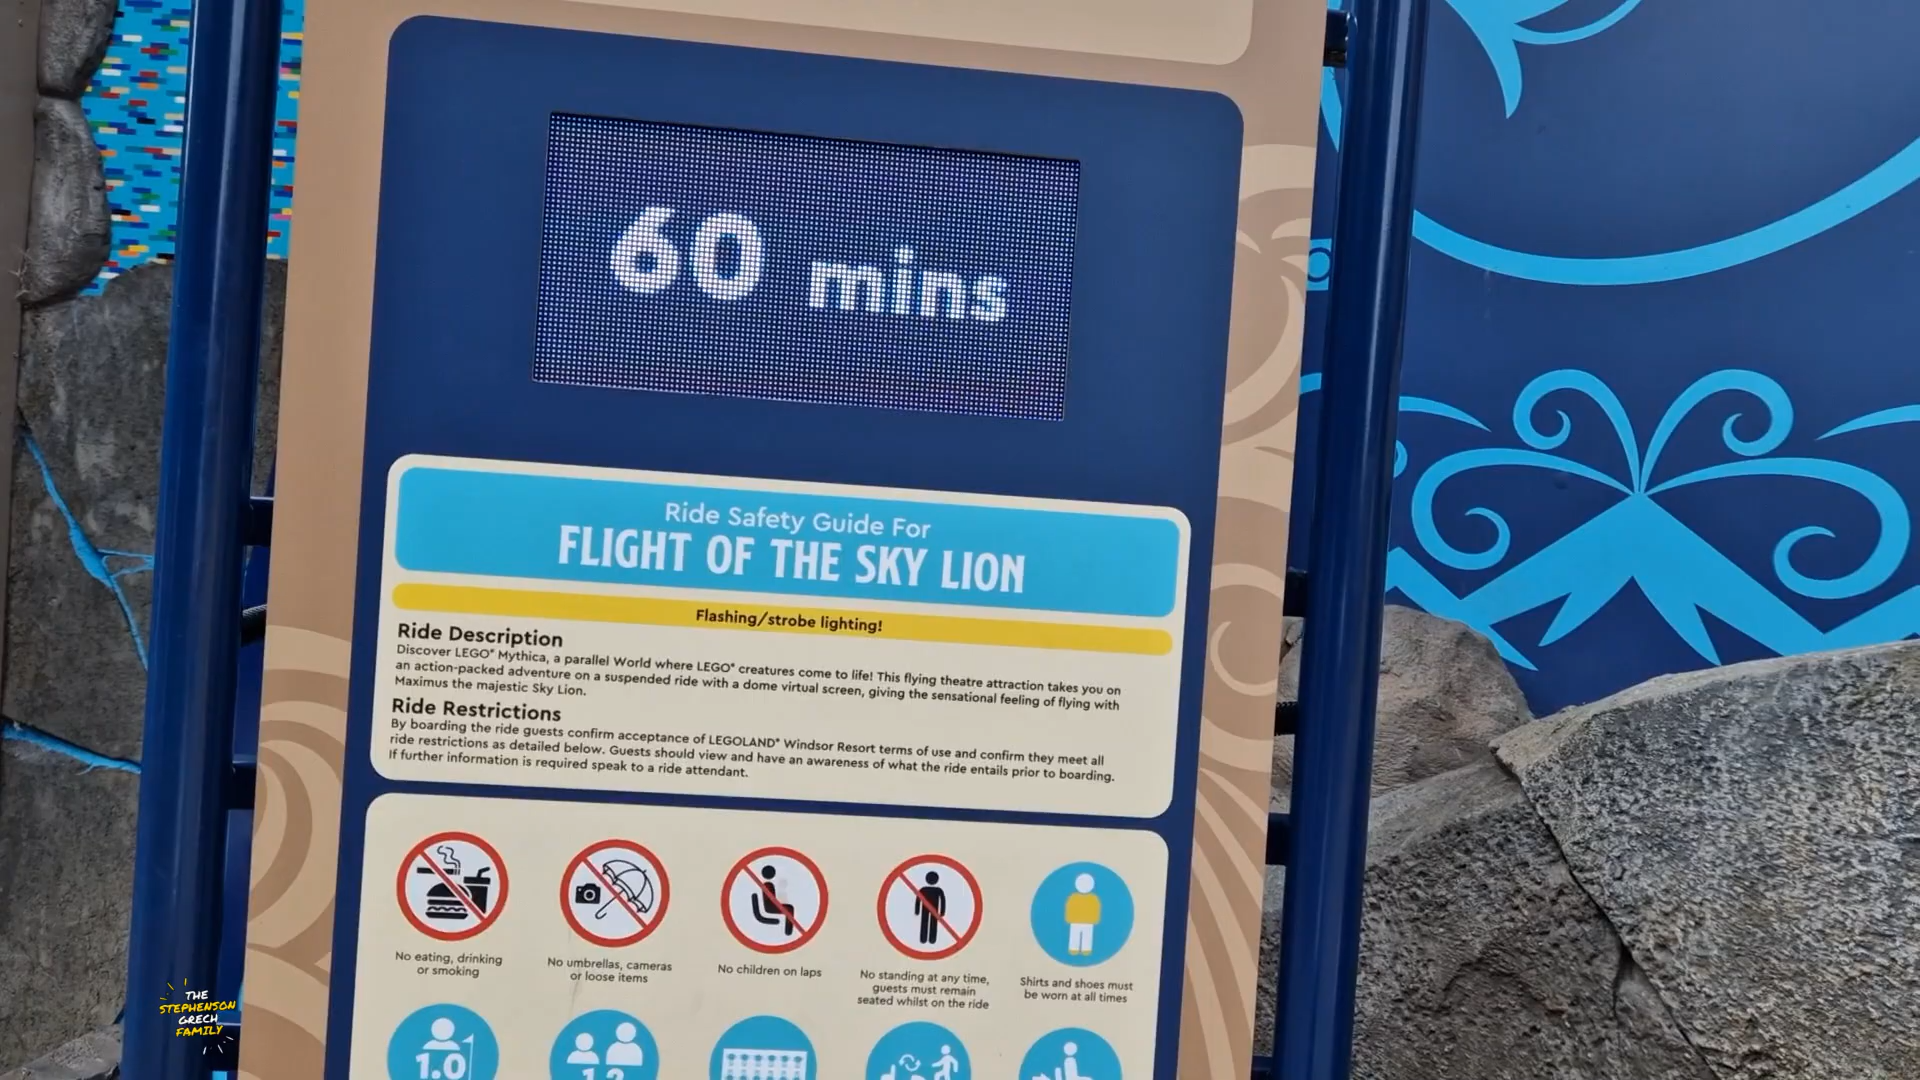 60 mins
Ride Safety Guide For
FLIGHT OF THE SKY LION
Flashing/strobe lighting!
Ride Description
Discover LEGO® Mythica, a parallel World where LEGO® creatures come to life! This flying theatre attraction takes you on
an action-packed adventure on a suspended ride with a dome virtual screen, giving the sensational feeling of flying with
Maximus the majestic Sky Lion.
Ride Restrictions
By boarding the ride guests confirm acceptance of LEGOLAND® Windsor Resort terms of use and confirm they meet all
ride restrictions as detailed below. Guests should view and have an awareness of what the ride entails prior to boarding.
If further information is required speak to a ride attendant.
No eating, drinking
or smoking
No umbrellas, cameras
or loose items
No children on laps
No standing at any time,
guests must remain
seated whilst on the ride
Shirts and shoes must
be worn at all times
1.0
THE
STEPHENSON
GRECH
FAMILY